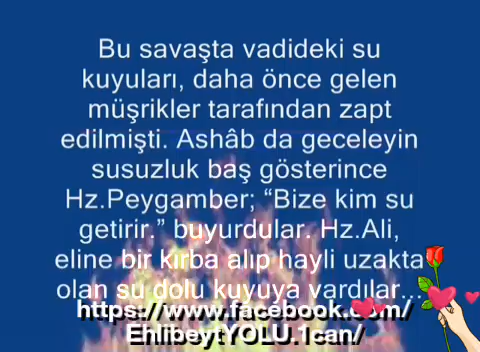 Bu savaşta vadideki su
kuyuları, daha önce gelen
müşrikler tarafından zapt
edilmişti. Ashâb da geceleyin
susuzluk baş gösterince
Hz.Peygamber; “Bize kim su
getirir.” buyurdular. Hz.Ali,
eline bir kırba alıp hayli uzakta
olan su dolu kuyuya vardılar...
https://www.facebook.com/
EhlibeytYOLU.1can/